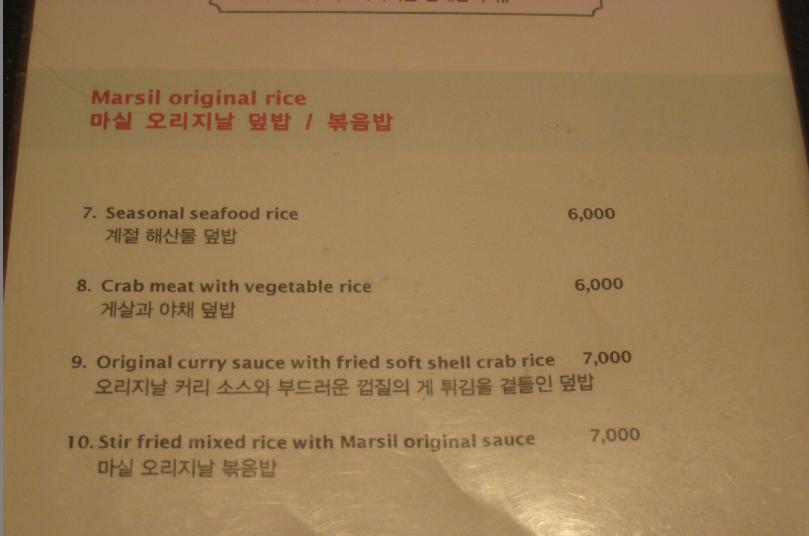 Marsil original rice
마실 오리지날 덮밥 / 볶음밥
7. Seasonal seafood rice 6,000
계절 해산물 덮밥
8. Crab meat with vegetable rice 6,000
게살과 야채 덮밥
9. Original curry sauce with fried soft shell crab rice 7,000
오리지날 커리 소스와 부드러운 껍질의 게 튀김을 곁들인 덮밥
10. Stir fried mixed rice with Marsil original sauce 7,000
마실 오리지날 볶음밥